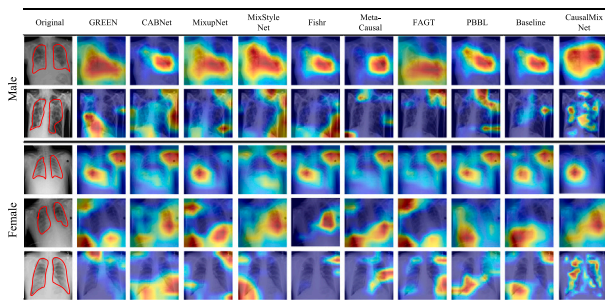 Original GREEN CABNet MixupNet MixStyle Net Fishr Meta-Causal FAGT PBBL Baseline CausalMix Net
Male
Female